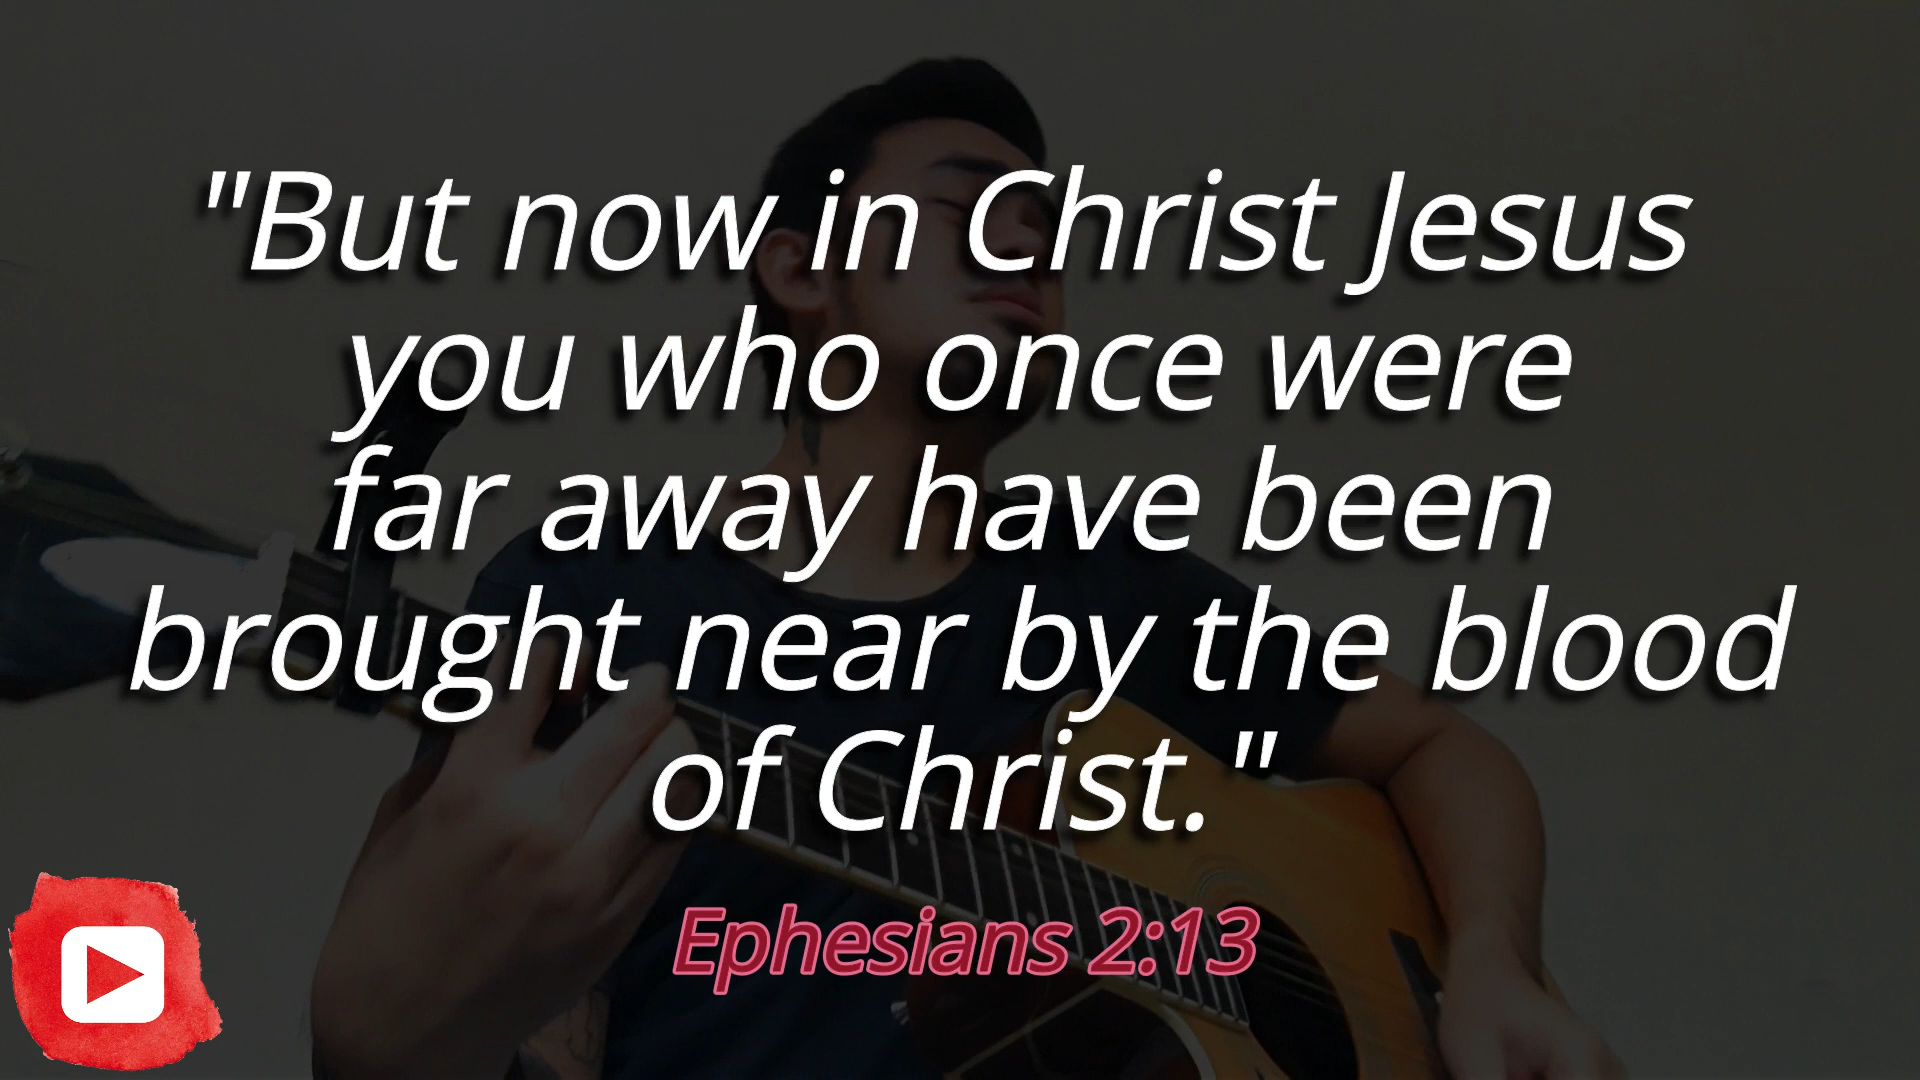 "But now in Christ Jesus
you who once were
far away have been
brought near by the blood
of Christ."
Ephesians 2:13